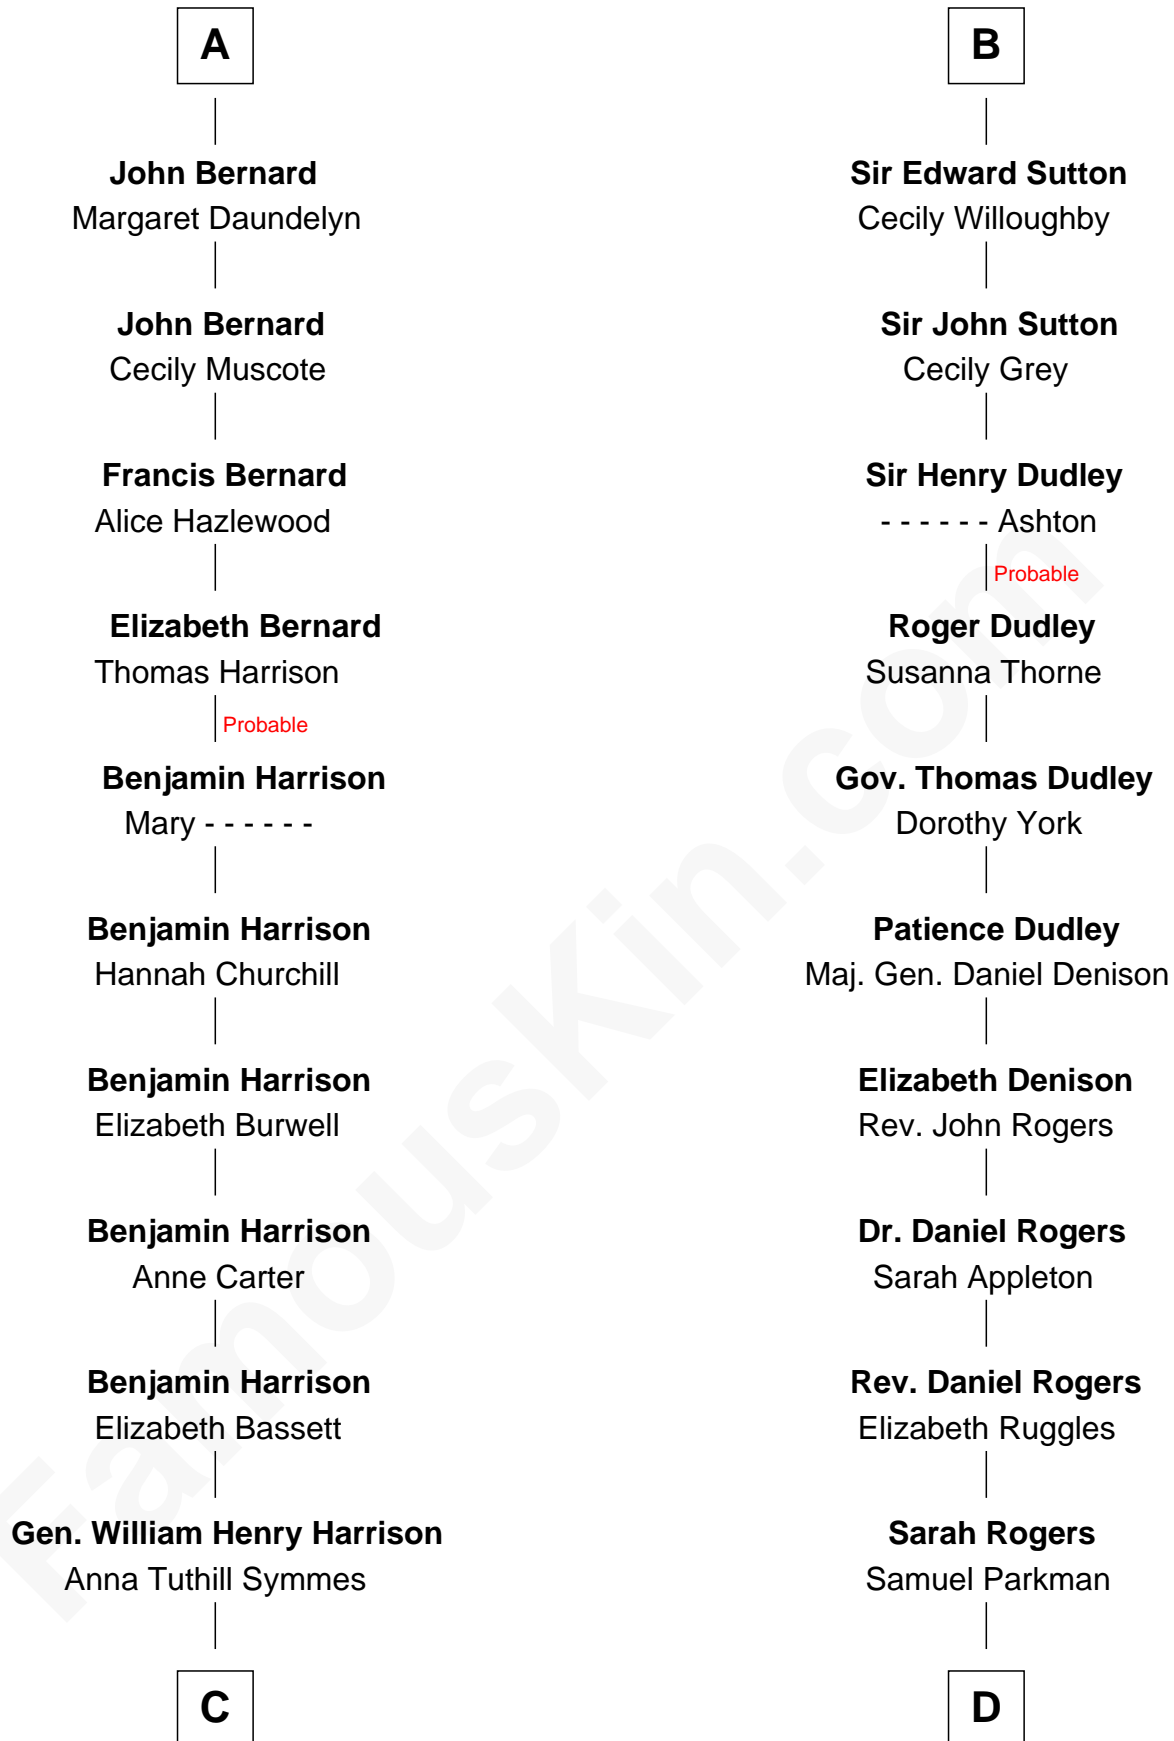 A
John Bernard
Margaret Daundelyn
John Bernard
Cecily Muscote
Francis Bernard
Alice Hazlewood
Elizabeth Bernard
Thomas Harrison
Probable
Benjamin Harrison
Mary - - - - - -
Benjamin Harrison
Hannah Churchill
Benjamin Harrison
Elizabeth Burwell
Benjamin Harrison
Anne Carter
Benjamin Harrison
Elizabeth Bassett
Gen. William Henry Harrison
Anna Tuthill Symmes
C
B
Sir Edward Sutton
Cecily Willoughby
Sir John Sutton
Cecily Grey
Sir Henry Dudley
- - - - - - Ashton
Probable
Roger Dudley
Susanna Thorne
Gov. Thomas Dudley
Dorothy York
Patience Dudley
Maj. Gen. Daniel Denison
Elizabeth Denison
Rev. John Rogers
Dr. Daniel Rogers
Sarah Appleton
Rev. Daniel Rogers
Elizabeth Ruggles
Sarah Rogers
Samuel Parkman
D
FamousKin.com